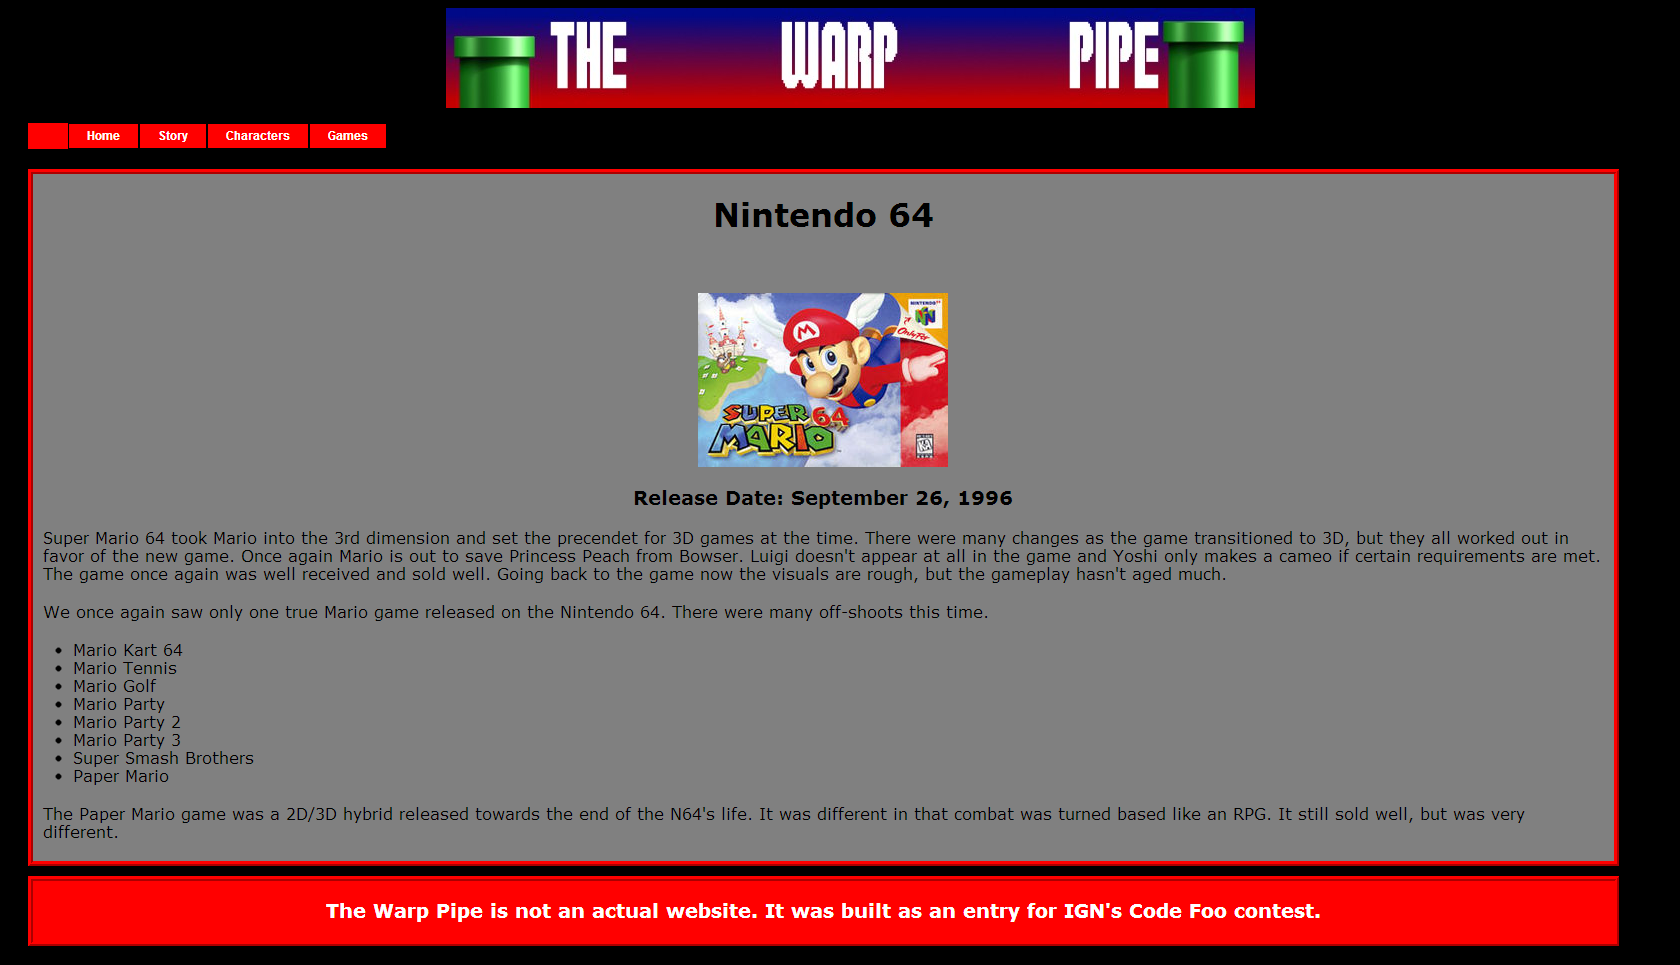 THE WARP PIPE
Home Story Characters Games
Nintendo 64
NINTENDO 64
N
Only For
M
SUPER
MARIO 64
KA
Release Date: September 26, 1996
Super Mario 64 took Mario into the 3rd dimension and set the precendet for 3D games at the time. There were many changes as the game transitioned to 3D, but they all worked out in
favor of the new game. Once again Mario is out to save Princess Peach from Bowser. Luigi doesn't appear at all in the game and Yoshi only makes a cameo if certain requirements are met.
The game once again was well received and sold well. Going back to the game now the visuals are rough, but the gameplay hasn't aged much.
We once again saw only one true Mario game released on the Nintendo 64. There were many off-shoots this time.
• Mario Kart 64
• Mario Tennis
• Mario Golf
• Mario Party
• Mario Party 2
• Mario Party 3
• Super Smash Brothers
• Paper Mario
The Paper Mario game was a 2D/3D hybrid released towards the end of the N64's life. It was different in that combat was turned based like an RPG. It still sold well, but was very
different.
The Warp Pipe is not an actual website. It was built as an entry for IGN's Code Foo contest.